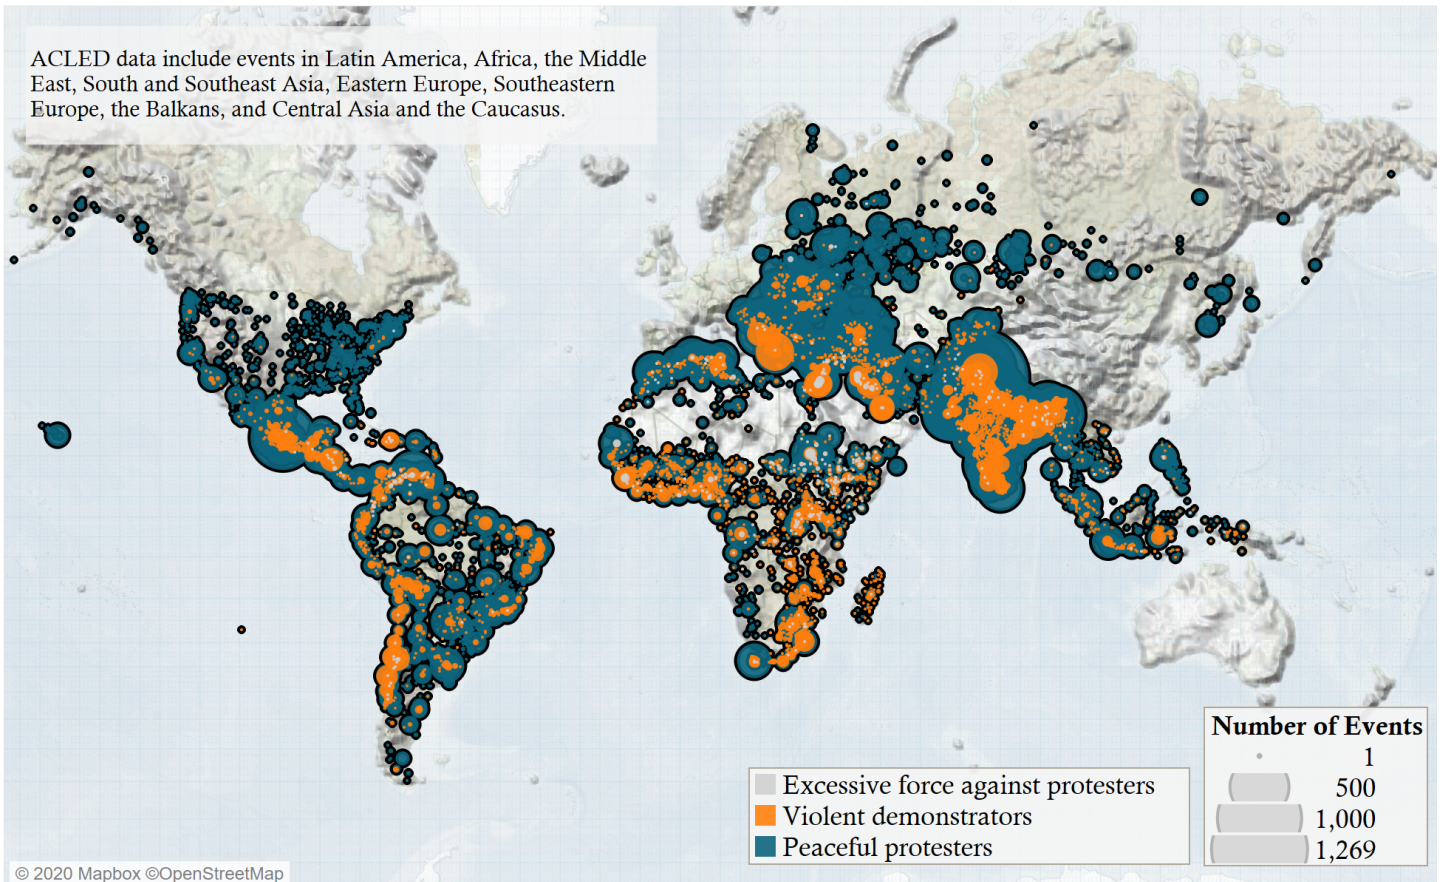 ACLED data include events in Latin America, Africa, the Middle
East, South and Southeast Asia, Eastern Europe, Southeastern
Europe, the Balkans, and Central Asia and the Caucasus.
Number of Events
1
500
1,000
1,269
Excessive force against protesters
Violent demonstrators
Peaceful protesters
© 2020 Mapbox ©OpenStreetMap